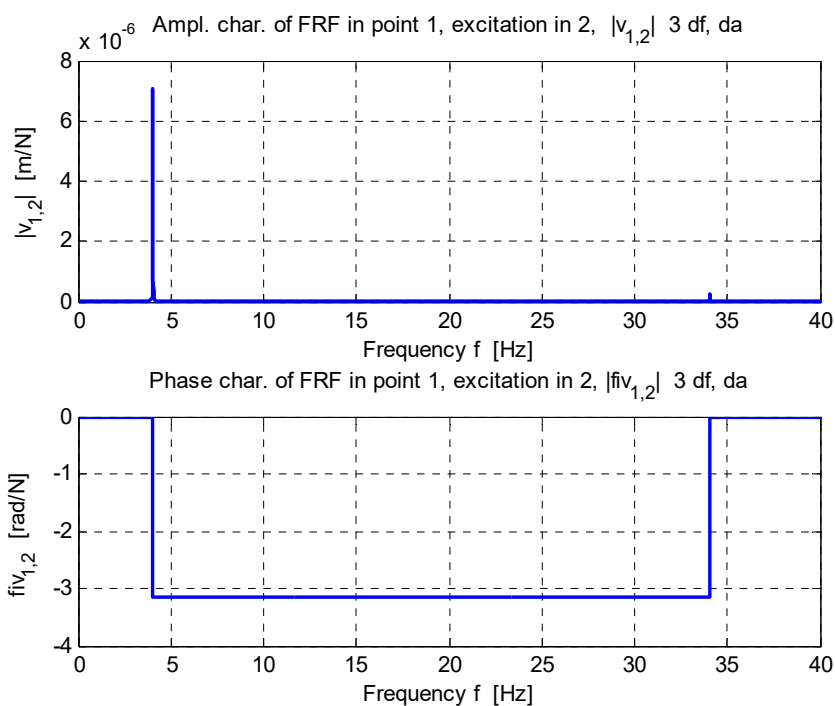 x 10-6 Ampl. char. of FRF in point 1, excitation in 2, |v1,2| 3 df, da
8
6
4
2
0
|v1,2| [m/N]
0 5 10 15 20 25 30 35 40
Frequency f [Hz]
Phase char. of FRF in point 1, excitation in 2, |fiv1,2| 3 df, da
0
-1
-2
-3
-4
fiv1,2 [rad/N]
0 5 10 15 20 25 30 35 40
Frequency f [Hz]